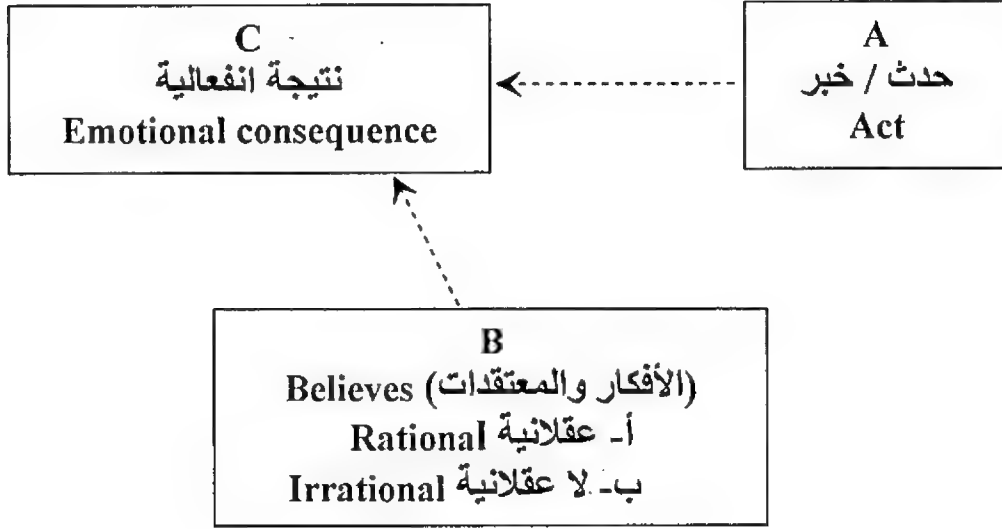 A
حدث / خبر
Act
C
نتيجة انفعالية
Emotional consequence
B
Believes (الأفكار والمعتقدات)
أ- عقلانية Rational
ب- لا عقلانية Irrational